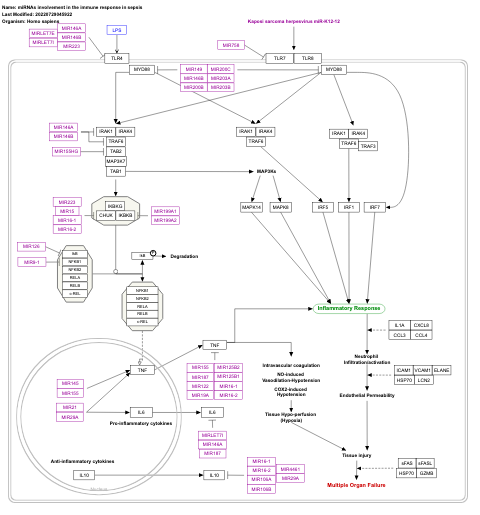 Name: miRNAs involvement in the immune response in sepsis
Last Modified: 20220729045922
Organism: Homo sapiens
LPS
Kaposi sarcoma herpesvirus miR-K12-12
MIRLET7E
MIRLET7I
MIR146A
MIR146B
MIR223
MIR758
TLR4
TLR7
TLR8
MYD88
MIR149
MIR200C
MIR146B
MIR203A
MIR200B
MIR203B
MYD88
MIR146A
MIR146B
MIR155HG
IRAK1
IRAK4
TRAF6
TAB2
MAP3K7
TAB1
IRAK1
IRAK4
TRAF6
IRAK1
IRAK4
TRAF6
TRAF3
MAP3Ks
MIR223
MIR15
MIR16-1
MIR16-2
IKBKG
CHUK
IKBKB
MIR199A1
MIR199A2
MAPK14
MAPK8
IRF5
IRF1
IRF7
MIR126
MIR9-1
NFKB1
NFKB2
RELA
RELB
c-REL
P
Degradation
NFKB1
NFKB2
RELA
RELB
c-REL
Inflammatory Response
IL1A
CXCL8
CCL3
CCL4
TNF
Neutrophil
Infiltration/activation
Intravascular coagulation
NO-induced
Vasodilation-Hypotension
COX2-induced
Hypotension
ICAM1
VCAM1
ELANE
HSP70
LCN2
TNF
MIR155
MIR125B2
MIR187
MIR125B1
MIR122
MIR16-1
MIR19A
MIR16-2
MIR145
MIR155
MIR21
MIR29A
Endothelial Permeability
IL6
IL6
Pro-inflammatory cytokines
Tissue Hypo-perfusion
(Hypoxia)
MIRLET7I
MIR146A
MIR187
Tissue injury
Anti-inflammatory cytokines
IL10
IL10
MIR16-1
MIR16-2
MIR106A
MIR106B
MIR4661
MIR29A
sFAS
sFASL
HSP70
GZMB
Multiple Organ Failure